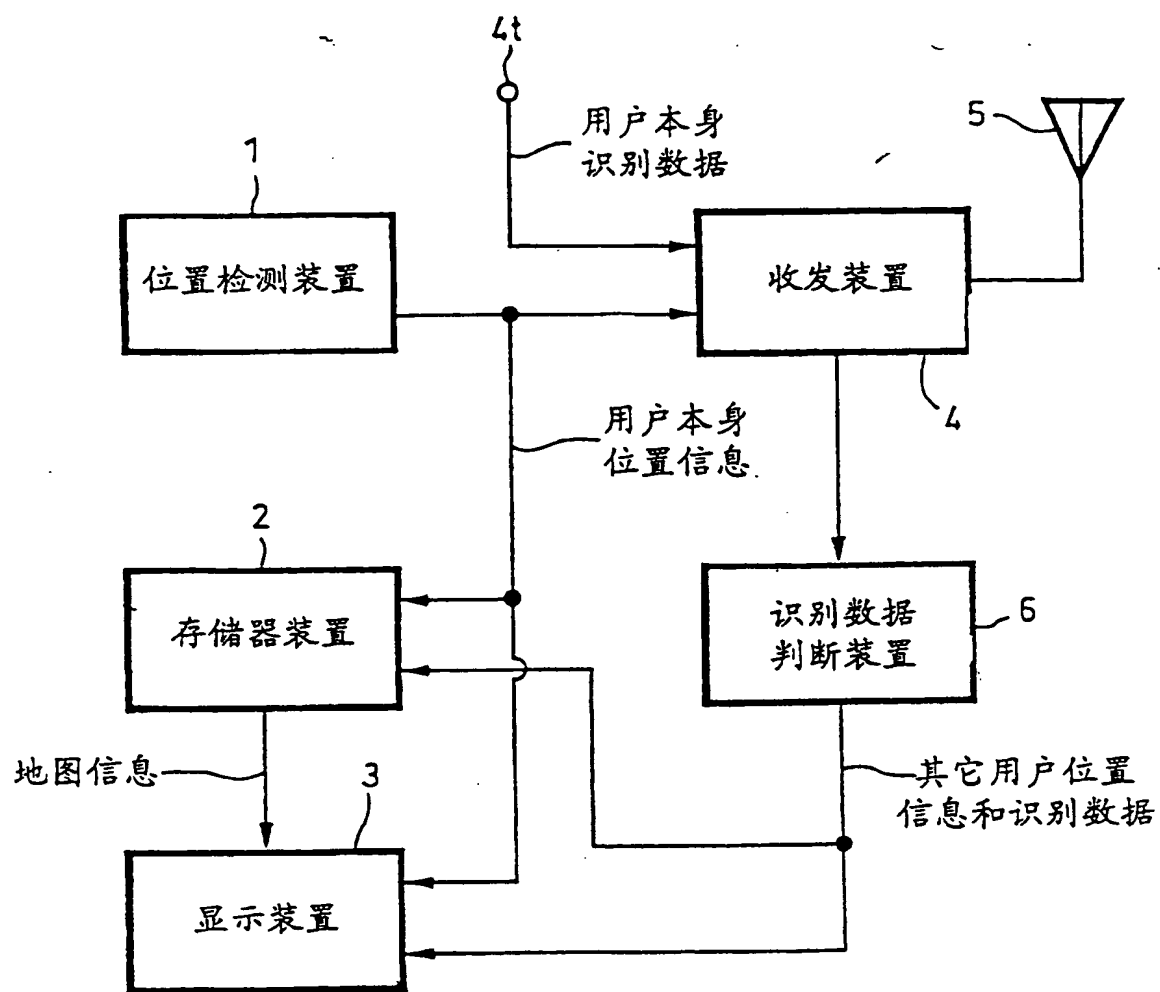 4t
用户本身
识别数据
5
1
位置检测装置
收发装置
4
用户本身
位置信息
2
存储器装置
识别数据
判断装置
6
地图信息
3
其它用户位置
信息和识别数据
显示装置